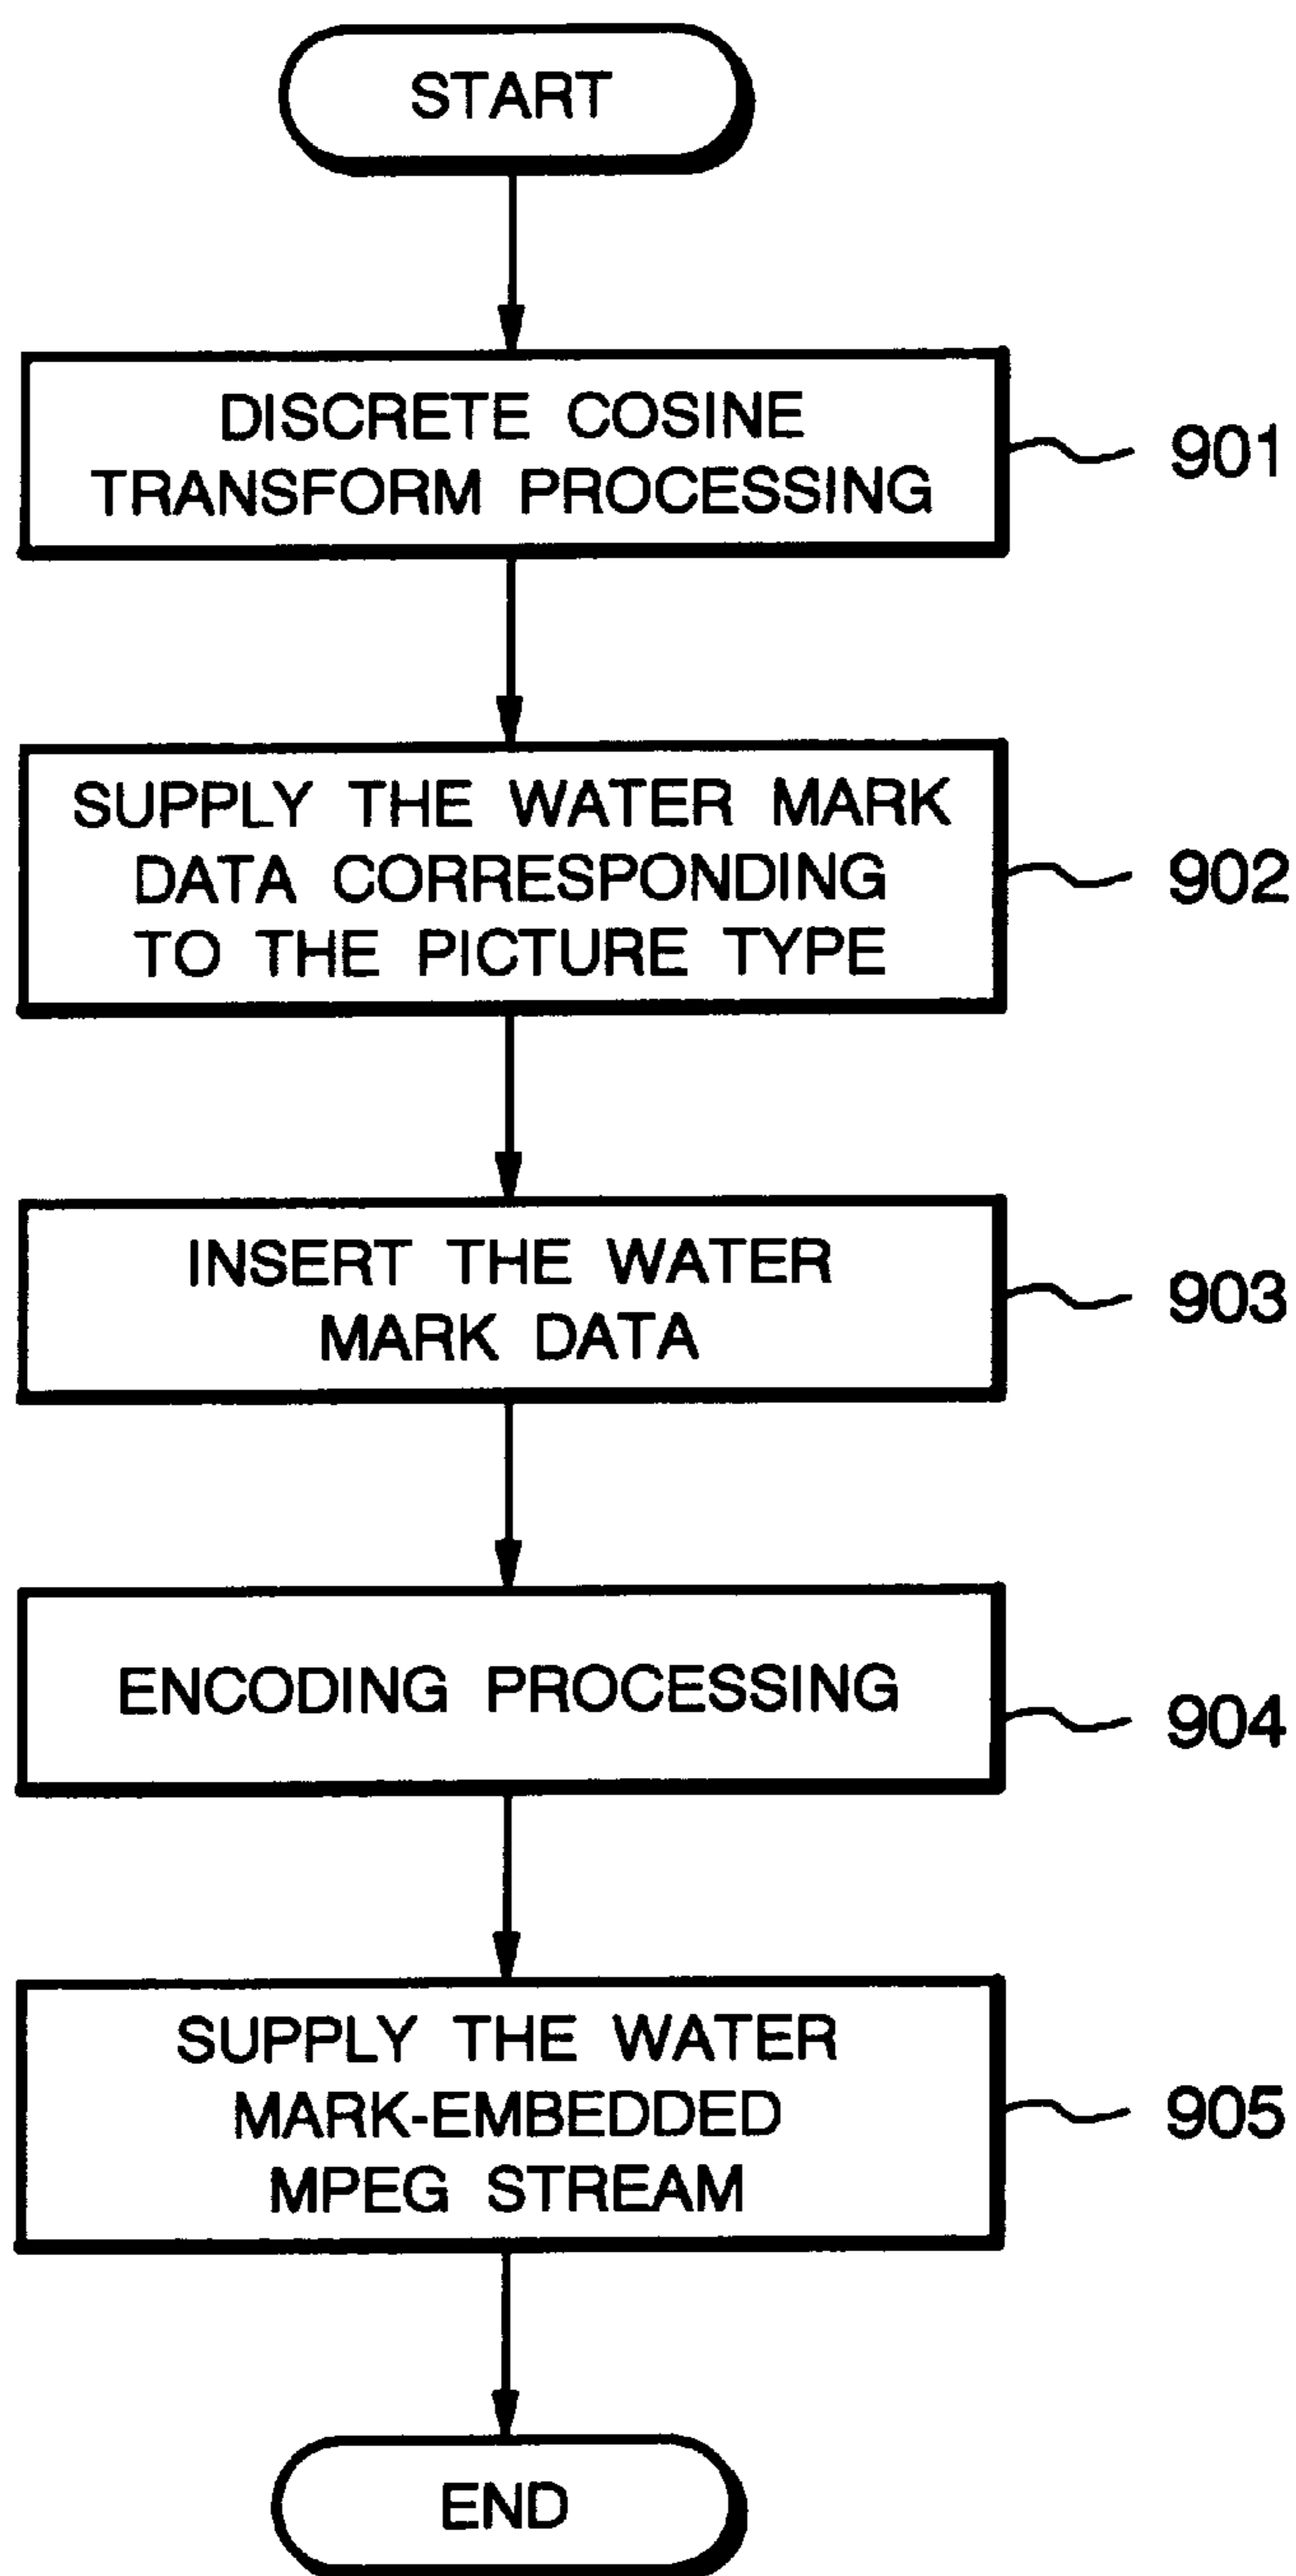 START
DISCRETE COSINE
TRANSFORM PROCESSING
901
SUPPLY THE WATER MARK
DATA CORRESPONDING
TO THE PICTURE TYPE
902
INSERT THE WATER
MARK DATA
903
ENCODING PROCESSING
904
SUPPLY THE WATER
MARK-EMBEDDED
MPEG STREAM
905
END